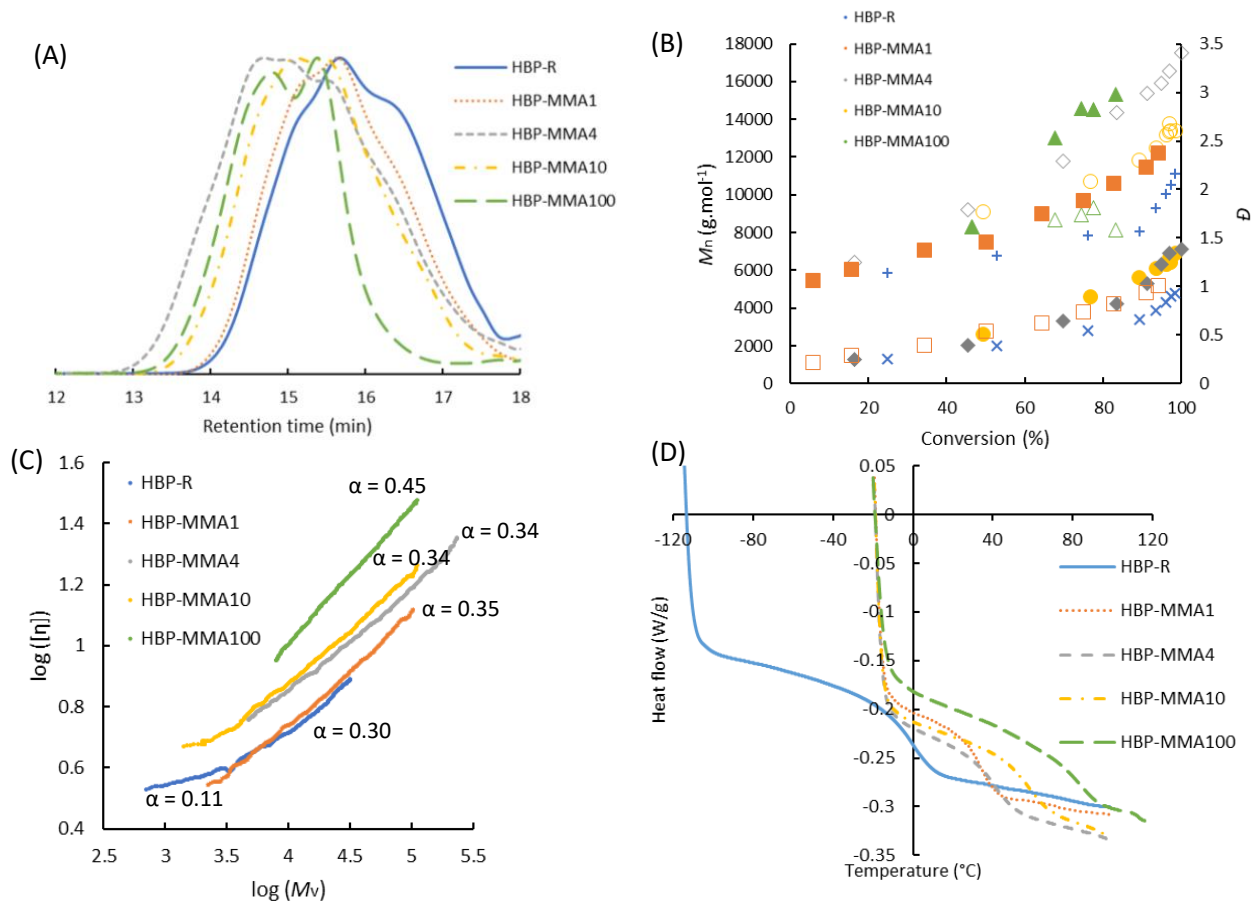 (A)
HBP-R
HBP-MMA1
HBP-MMA4
HBP-MMA10
HBP-MMA100
12 13 14 15 16 17 18
Retention time (min)
(B)
HBP-R
HBP-MMA1
HBP-MMA4
HBP-MMA10
HBP-MMA100
18000
16000
14000
12000
10000
8000
6000
4000
2000
0
Mn (g.mol-1)
3.5
3
2.5
2
1.5
1
0.5
0
Đ
0 20 40 60 80 100
Conversion (%)
(C)
HBP-R
HBP-MMA1
HBP-MMA4
HBP-MMA10
HBP-MMA100
1.6
1.4
1.2
1
0.8
0.6
0.4
log ([η])
α = 0.45
α = 0.34
α = 0.34
α = 0.35
α = 0.30
α = 0.11
2.5 3 3.5 4 4.5 5 5.5
log (Mv)
(D)
0.05
0
-0.05
-0.1
-0.15
-0.2
-0.25
-0.3
-0.35
-120 -80 -40 0 40 80 120
Heat flow (W/g)
HBP-R
HBP-MMA1
HBP-MMA4
HBP-MMA10
HBP-MMA100
Temperature (°C)